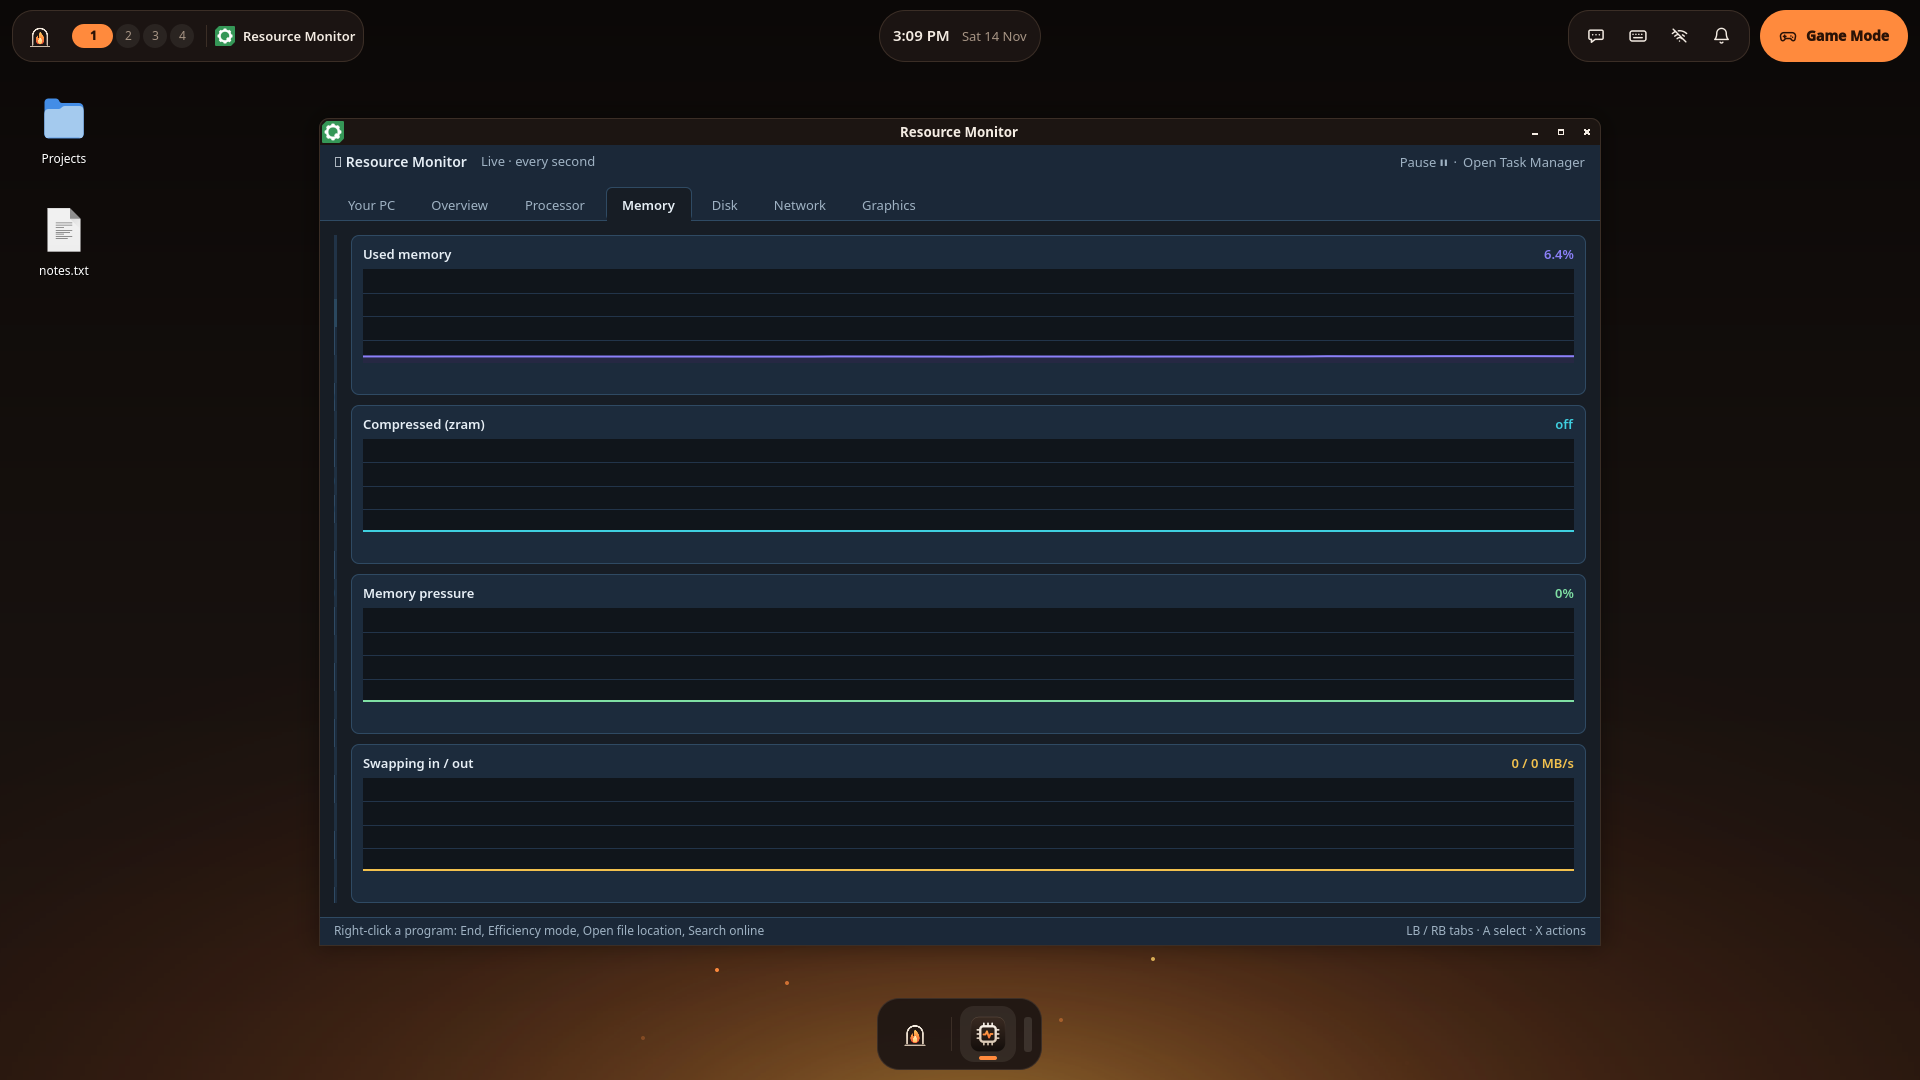 1 2 3 4 Resource Monitor
3:09 PM Sat 14 Nov
Game Mode
Projects
notes.txt
Resource Monitor
Resource Monitor Live · every second
Pause · Open Task Manager
Your PC Overview Processor Memory Disk Network Graphics
Used memory 6.4%
Compressed (zram) off
Memory pressure 0%
Swapping in / out 0 / 0 MB/s
Right-click a program: End, Efficiency mode, Open file location, Search online
LB / RB tabs · A select · X actions